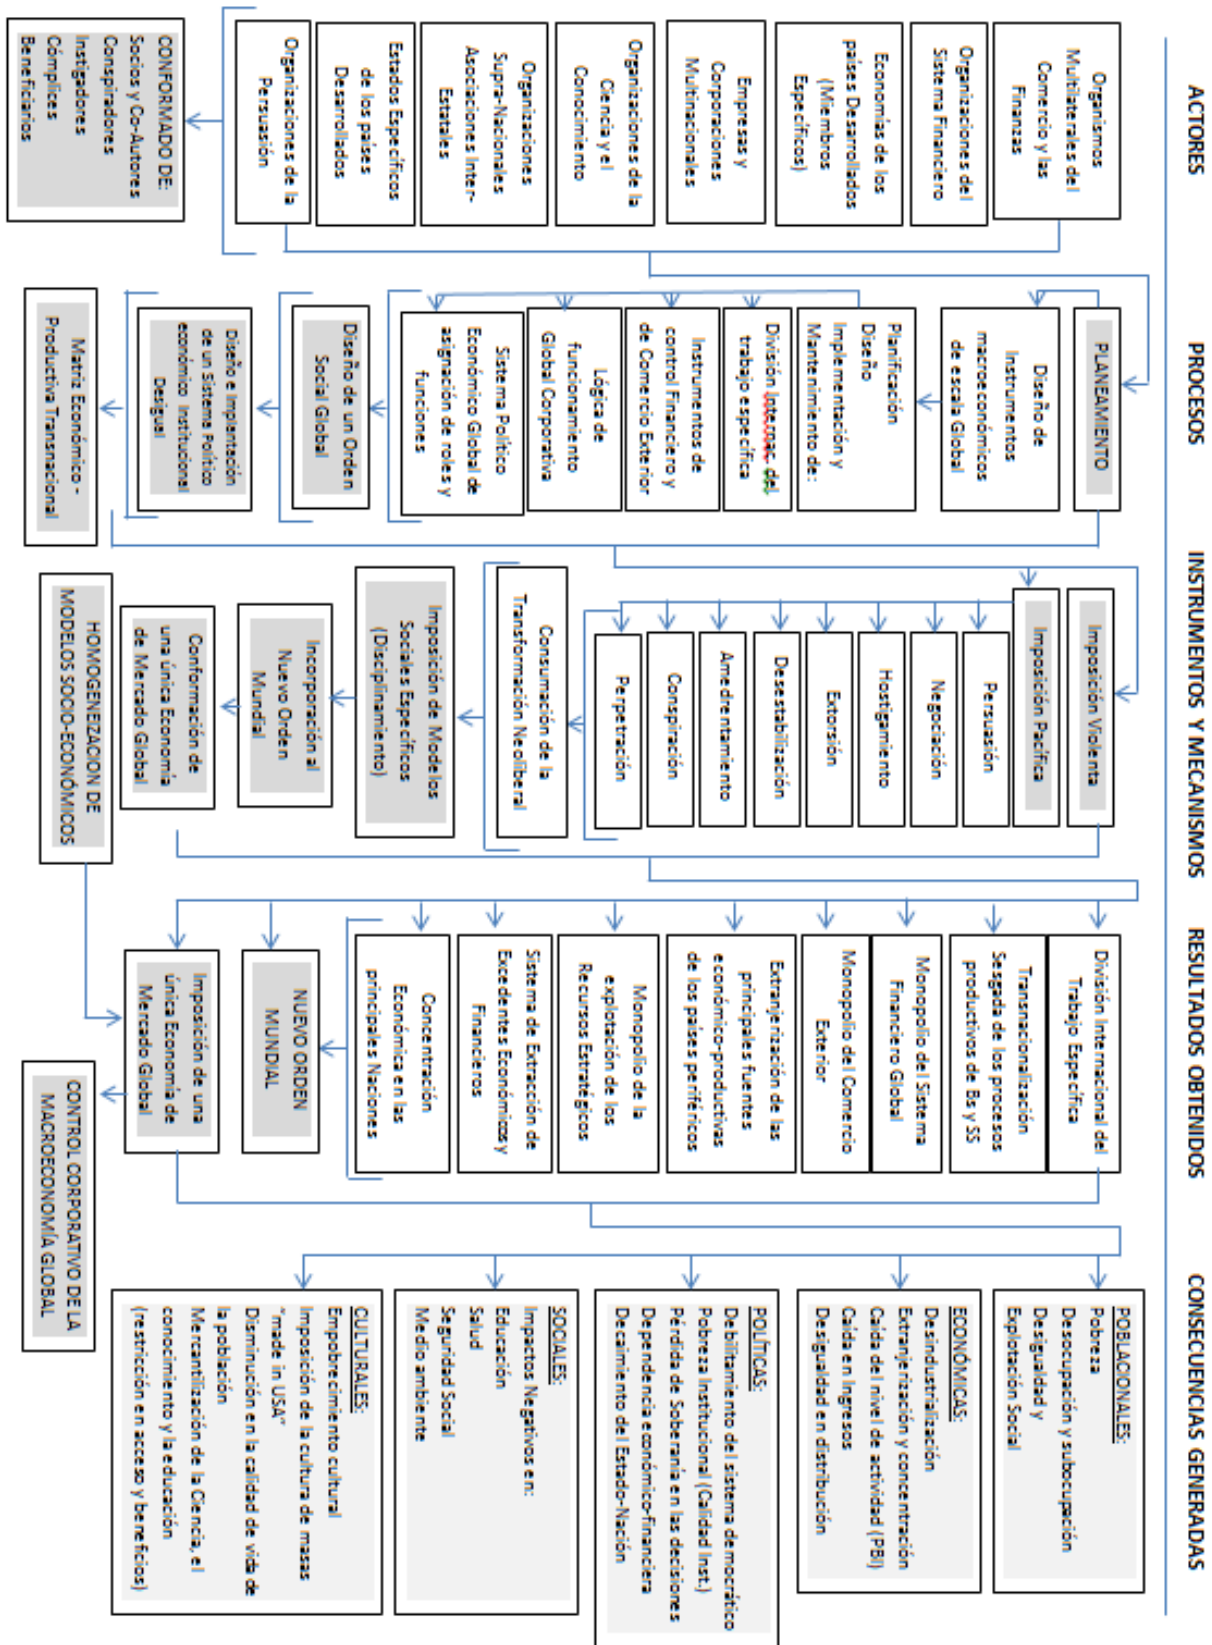 ACTORES
Organismos
Multilaterales del
Comercio y las
Finanzas
Organizaciones del
Sistema Financiero
Economías de los
países Desarrollados
(Miembros
Específicos)
Empresas y
Corporaciones
Multinacionales
Organizaciones de la
Ciencia y el
Conocimiento
Organizaciones
Supra-Nacionales
Asociaciones Inter-
Estatales
Estados Específicos
de los países
Desarrollados
Organizaciones de la
Persuasión
CONFORMADO DE:
Socios y Co-Autores
Conspiradores
Instigadores
Cómplices
Beneficiarios
PROCESOS
PLANEAMIENTO
Diseño de
Instrumentos
macroeconómicos
de escala Global
Planificación
Diseño
Implementación y
Mantenimiento de:
División Internac. del
trabajo específica
Instrumentos de
control Financiero y
de Comercio Exterior
Lógica de
funcionamiento
Global Corporativa
Sistema Político
Económico Global de
asignación de roles y
funciones
Diseño de un Orden
Social Global
Diseño e Implantación
de un Sistema Político
económico Institucional
Desigual
Matriz Económico -
Productiva Transnacional
INSTRUMENTOS Y MECANISMOS
Imposición Violenta
Imposición Pacífica
Persuasión
Negociación
Hostigamiento
Extorsión
Desestabilización
Amedrentamiento
Conspiración
Perpetración
Consumación de la
Transformación Neoliberal
Imposición de Modelos
Sociales Específicos
(Disciplinamiento)
Incorporación al
Nuevo Orden
Mundial
Conformación de
una única Economía
de Mercado Global
HOMOGENEIZACION DE
MODELOS SOCIO-ECONÓMICOS
RESULTADOS OBTENIDOS
División Internacional del
Trabajo Específica
Transnacionalización
Sesgada de los procesos
productivos de Bs y SS
Monopolio del Sistema
Financiero Global
Monopolio del Comercio
Exterior
Extranjerización de las
principales fuentes
económico-productivas
de los países periféricos
Monopolio de la
explotación de los
Recursos Estratégicos
Sistema de Extracción de
Excedentes Económicos y
Financieros
Concentración
Económica en las
principales Naciones
NUEVO ORDEN
MUNDIAL
Imposición de una
única Economía de
Mercado Global
CONTROL CORPORATIVO DE LA
MACROECONOMÍA GLOBAL
CONSECUENCIAS GENERADAS
POBLACIONALES:
Pobreza
Desocupación y subocupación
Desigualdad y
Explotación Social
ECONÓMICAS:
Desindustrialización
Extranjerización y concentración
Caída del nivel de actividad (PBI)
Caída en Ingresos
Desigualdad en distribución
POLÍTICAS:
Debilitamiento del sistema democrático
Pobreza Institucional (Calidad Inst.)
Pérdida de Soberanía en las decisiones
Dependencia económico-financiera
Decaimiento del Estado-Nación
SOCIALES:
Impactos Negativos en:
Educación
Salud
Seguridad Social
Medio ambiente
CULTURALES:
Empobrecimiento cultural
Imposición de la cultura de masas
"made in USA"
Disminución en la calidad de vida de
la población
Mercantilización de la Ciencia, el
conocimiento y la educación
(restricción en acceso y beneficios)